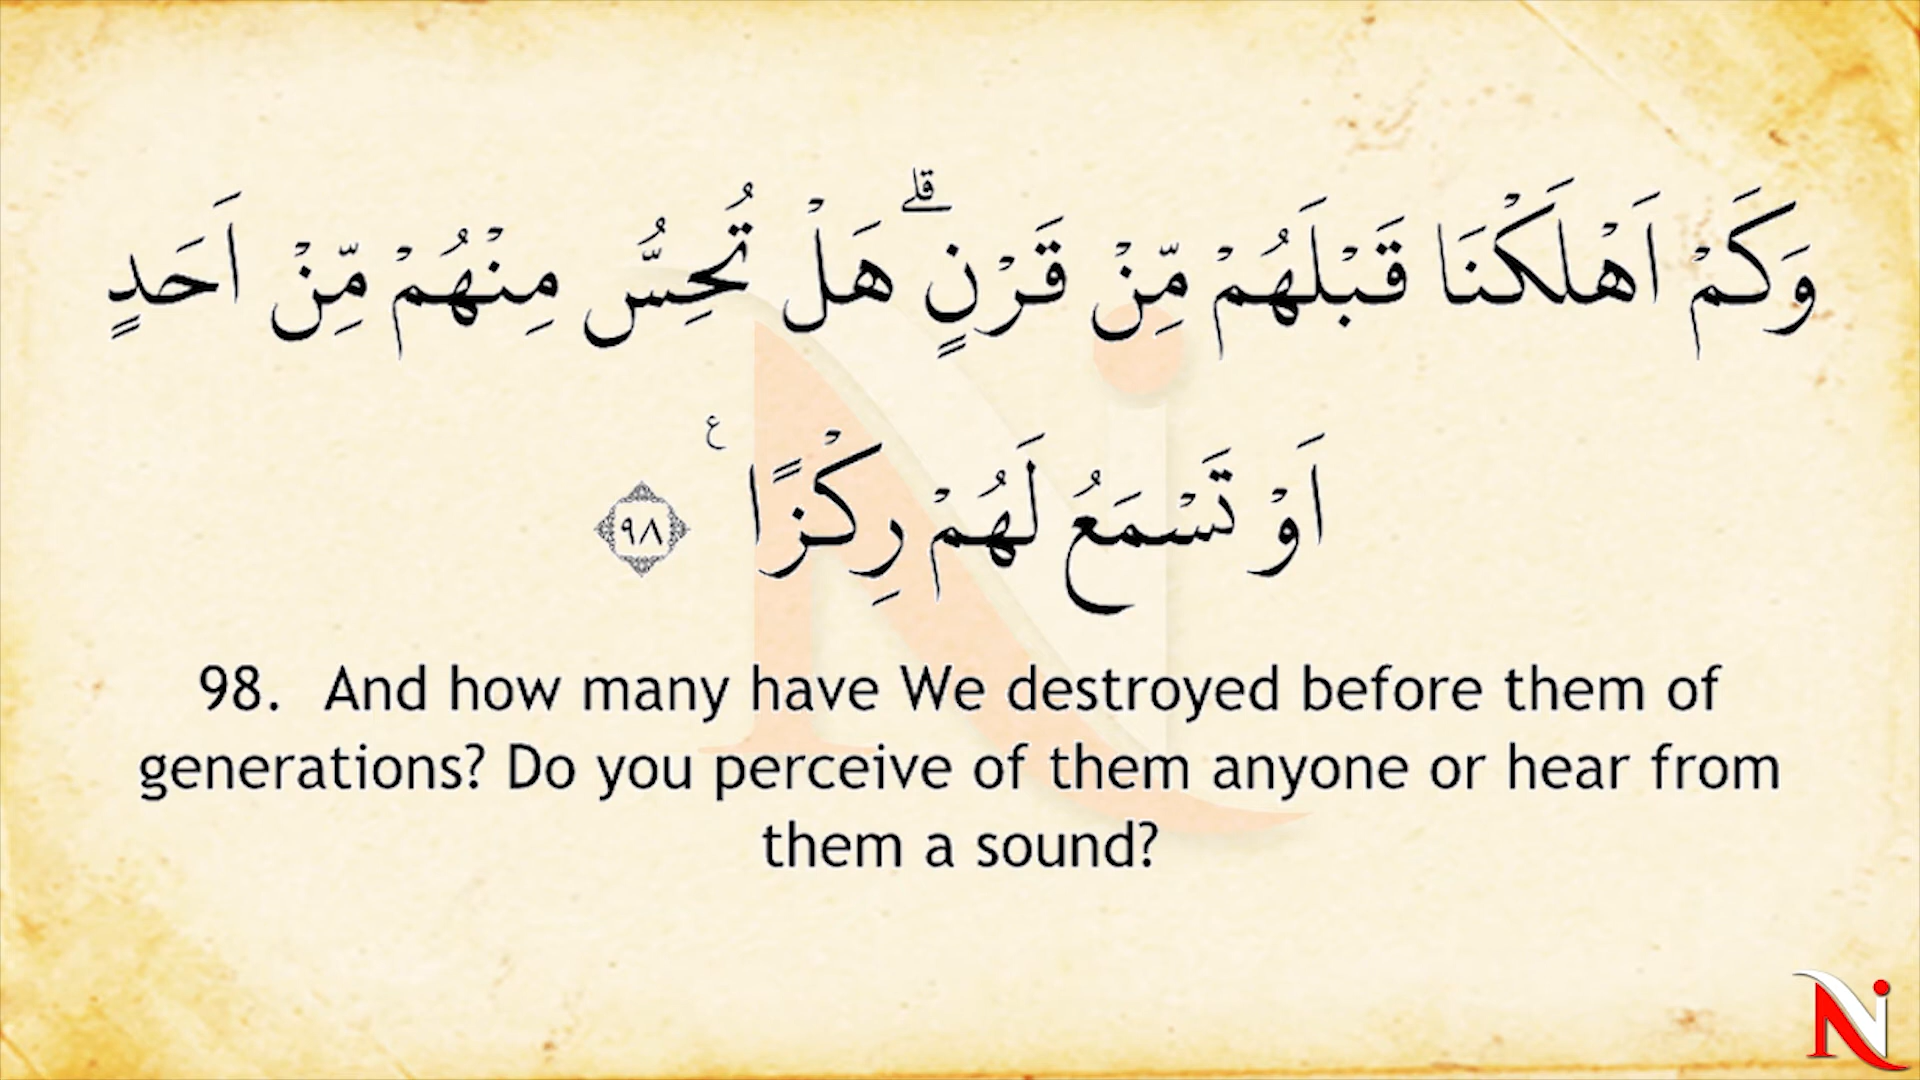 وَكَمْ اَهْلَكْنَا قَبْلَهُمْ مِّنْ قَرْنٍ ۗ هَلْ تُحِسُّ مِنْهُمْ مِّنْ اَحَدٍ
اَوْ تَسْمَعُ لَهُمْ رِكْزًا ع ٩٨
98. And how many have We destroyed before them of
generations? Do you perceive of them anyone or hear from
them a sound?